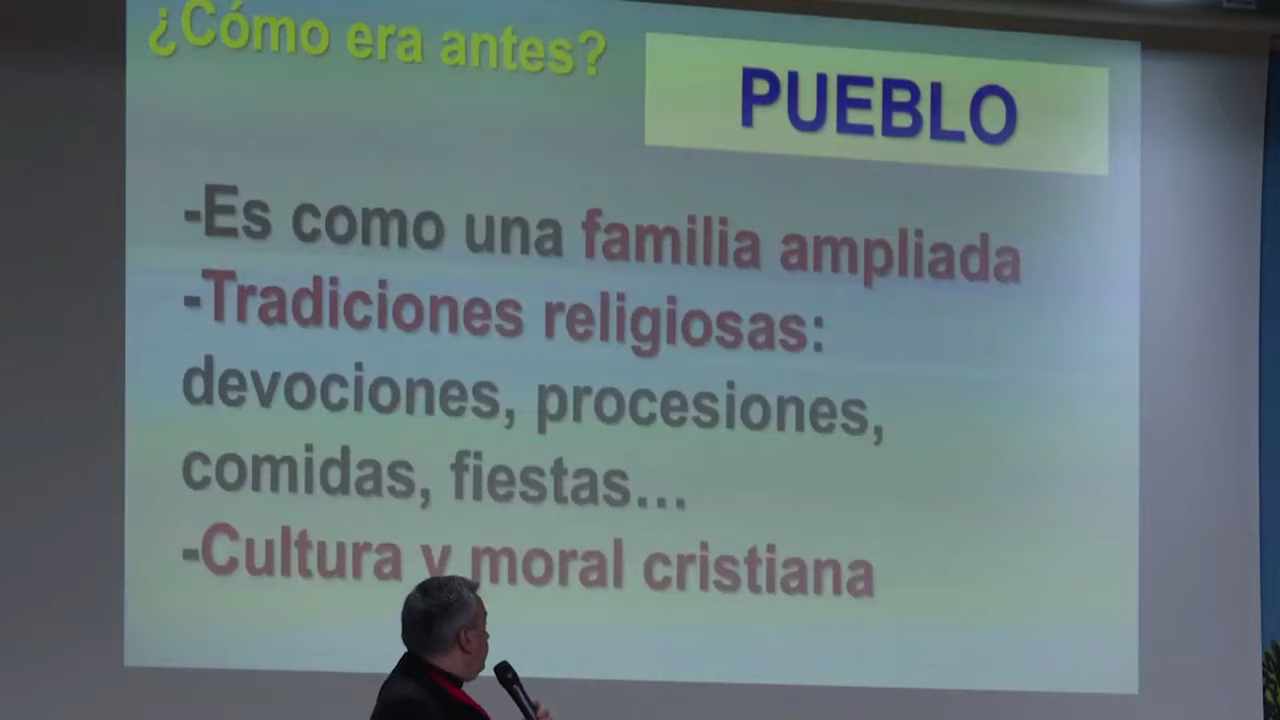 ¿Cómo era antes?
PUEBLO
-Es como una familia ampliada
-Tradiciones religiosas:
devociones, procesiones,
comidas, fiestas...
-Cultura y moral cristiana